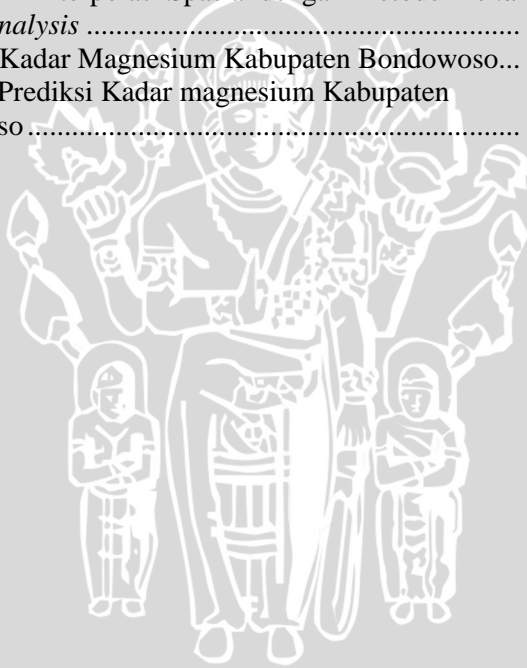 nalysis ..........................................................
Kadar Magnesium Kabupaten Bondowoso...
Prediksi Kadar magnesium Kabupaten
so ....................................................................